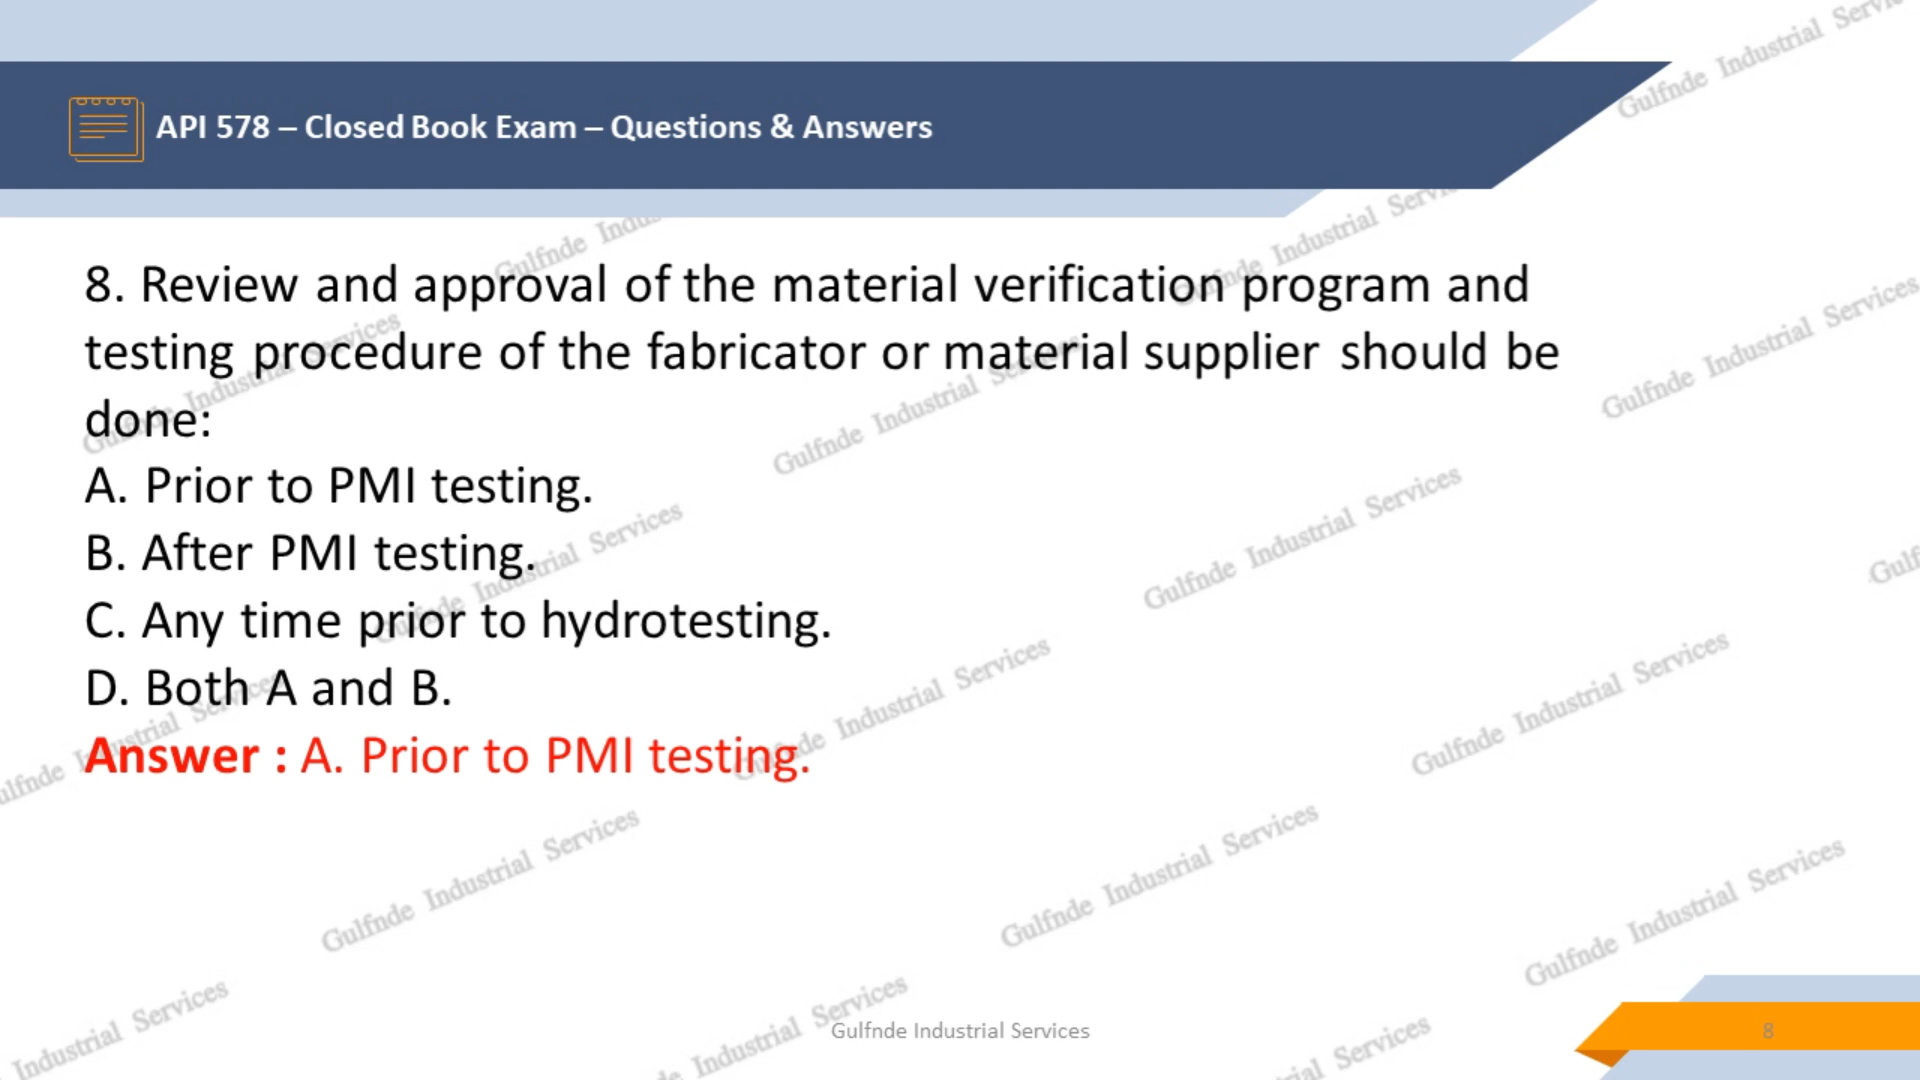 API 578 – Closed Book Exam – Questions & Answers
8. Review and approval of the material verification program and
testing procedure of the fabricator or material supplier should be
done:
A. Prior to PMI testing.
B. After PMI testing.
C. Any time prior to hydrotesting.
D. Both A and B.
Answer : A. Prior to PMI testing.
Gulfnde Industrial Services
8